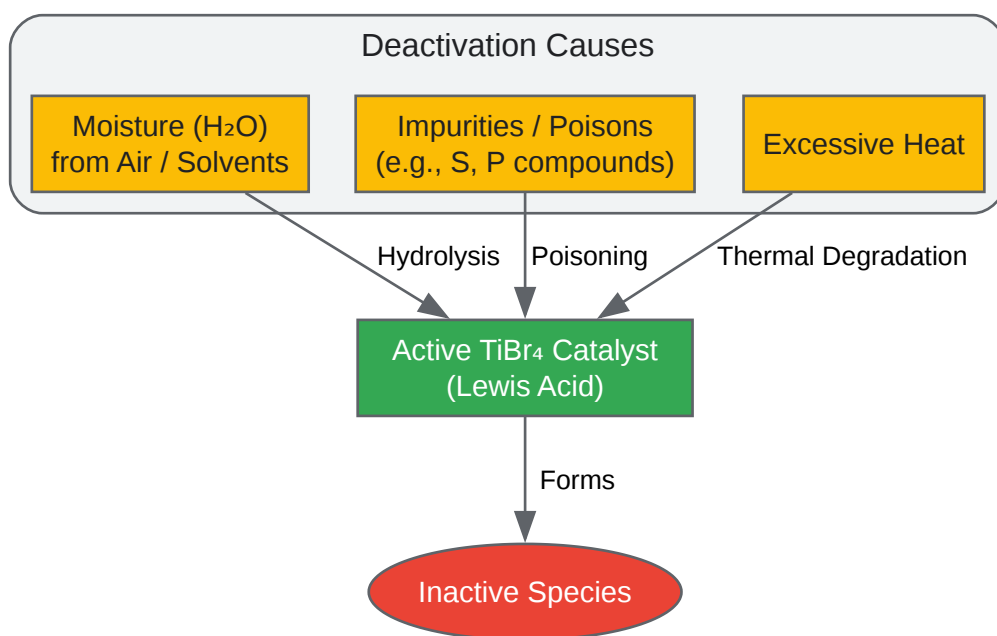 Deactivation Causes
Moisture (H₂O)
from Air / Solvents
Impurities / Poisons
(e.g., S, P compounds)
Excessive Heat
Hydrolysis
Poisoning
Thermal Degradation
Active TiBr₄ Catalyst
(Lewis Acid)
Forms
Inactive Species